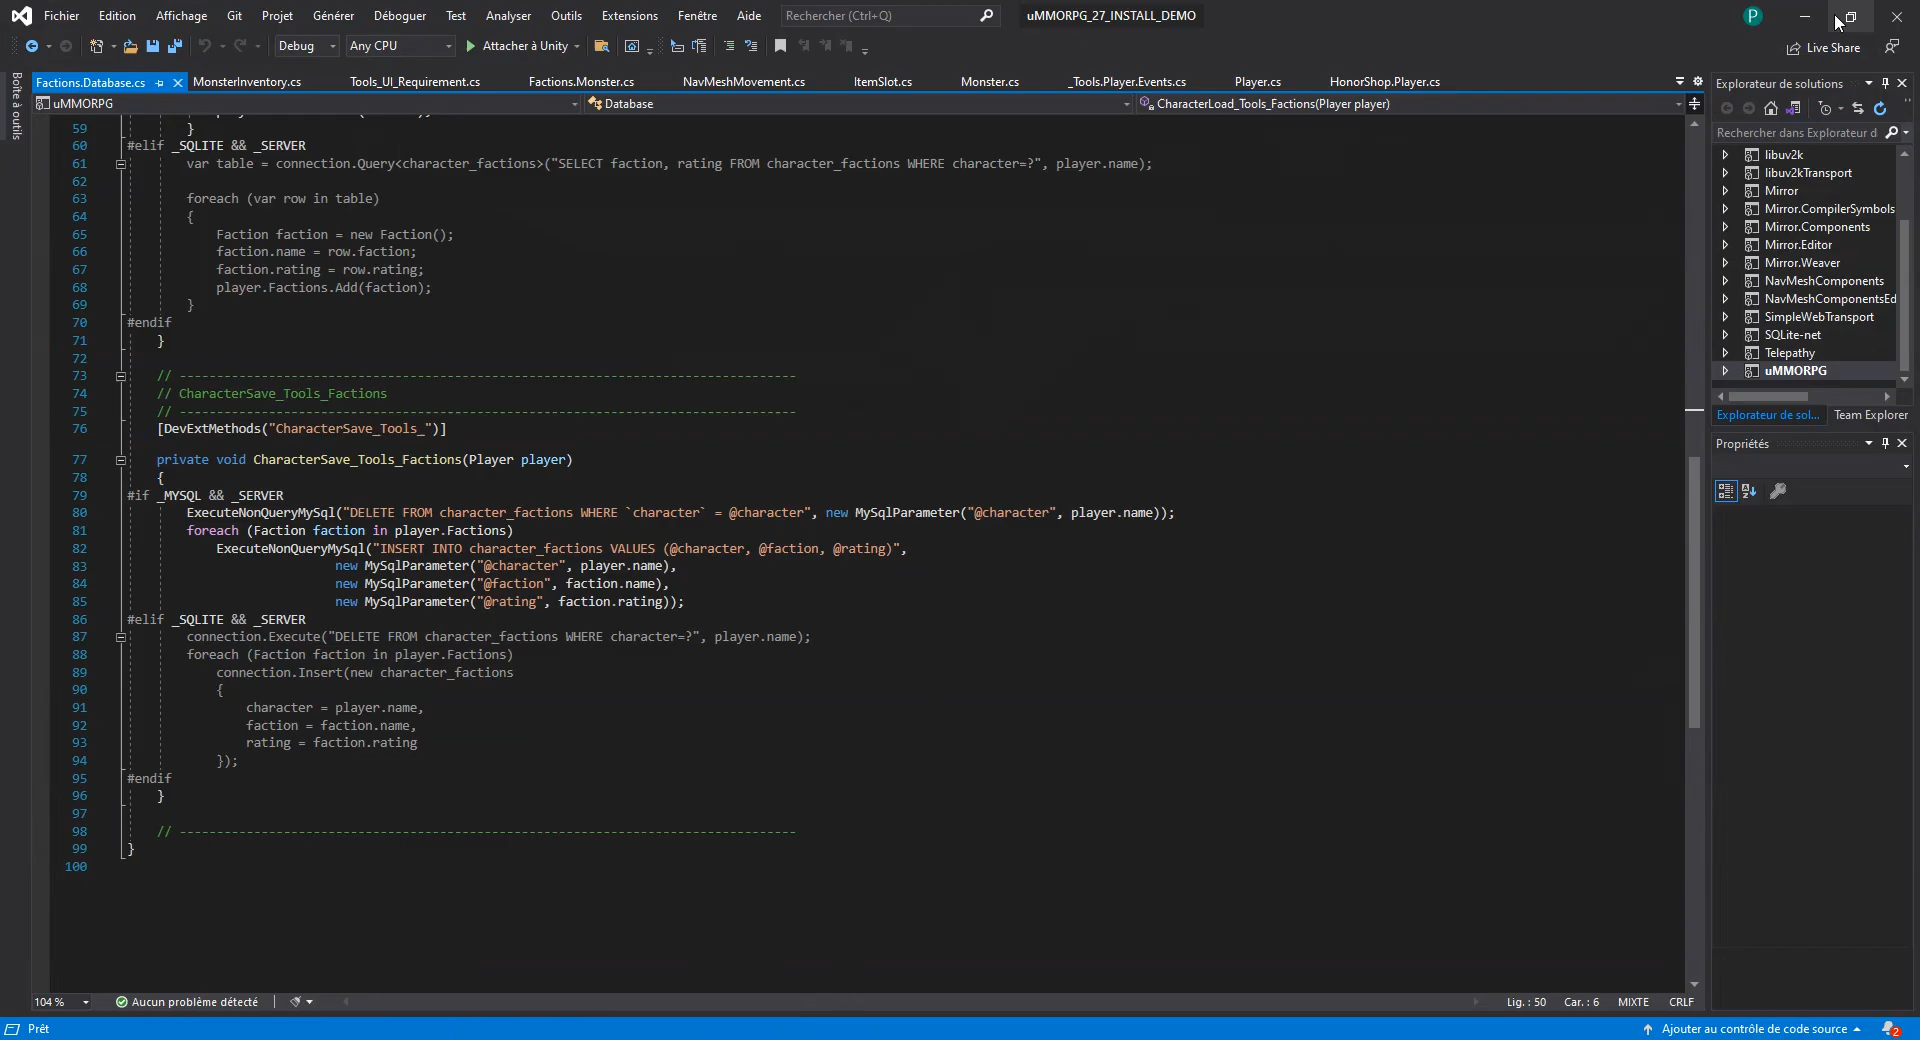 Fichier Edition Affichage Git Projet Générer Déboguer Test Analyser Outils Extensions Fenêtre Aide Rechercher (Ctrl+Q) uMMORPG_27_INSTALL_DEMO P
Debug Any CPU Attacher à Unity Live Share
Boîte à outils
Factions.Database.cs MonsterInventory.cs Tools_UI_Requirement.cs Factions.Monster.cs NavMeshMovement.cs ItemSlot.cs Monster.cs _Tools.Player.Events.cs Player.cs HonorShop.Player.cs
uMMORPG Database CharacterLoad_Tools_Factions(Player player)
59 }
60 #elif _SQLITE && _SERVER
61 var table = connection.Query<character_factions>("SELECT faction, rating FROM character_factions WHERE character=?", player.name);
62
63 foreach (var row in table)
64 {
65 Faction faction = new Faction();
66 faction.name = row.faction;
67 faction.rating = row.rating;
68 player.Factions.Add(faction);
69 }
70 #endif
71 }
72
73 // -----------------------------------------------------------------------------------
74 // CharacterSave_Tools_Factions
75 // -----------------------------------------------------------------------------------
76 [DevExtMethods("CharacterSave_Tools_")]
77 private void CharacterSave_Tools_Factions(Player player)
78 {
79 #if _MYSQL && _SERVER
80 ExecuteNonQueryMySql("DELETE FROM character_factions WHERE `character` = @character", new MySqlParameter("@character", player.name));
81 foreach (Faction faction in player.Factions)
82 ExecuteNonQueryMySql("INSERT INTO character_factions VALUES (@character, @faction, @rating)",
83 new MySqlParameter("@character", player.name),
84 new MySqlParameter("@faction", faction.name),
85 new MySqlParameter("@rating", faction.rating));
86 #elif _SQLITE && _SERVER
87 connection.Execute("DELETE FROM character_factions WHERE character=?", player.name);
88 foreach (Faction faction in player.Factions)
89 connection.Insert(new character_factions
90 {
91 character = player.name,
92 faction = faction.name,
93 rating = faction.rating
94 });
95 #endif
96 }
97
98 // -----------------------------------------------------------------------------------
99 }
100
104 % Aucun problème détecté Lig. : 50 Car. : 6 MIXTE CRLF
Explorateur de solutions
Rechercher dans Explorateur d
libuv2k
libuv2kTransport
Mirror
Mirror.CompilerSymbols
Mirror.Components
Mirror.Editor
Mirror.Weaver
NavMeshComponents
NavMeshComponentsEd
SimpleWebTransport
SQLite-net
Telepathy
uMMORPG
Explorateur de sol... Team Explorer
Propriétés
Prêt Ajouter au contrôle de code source 2